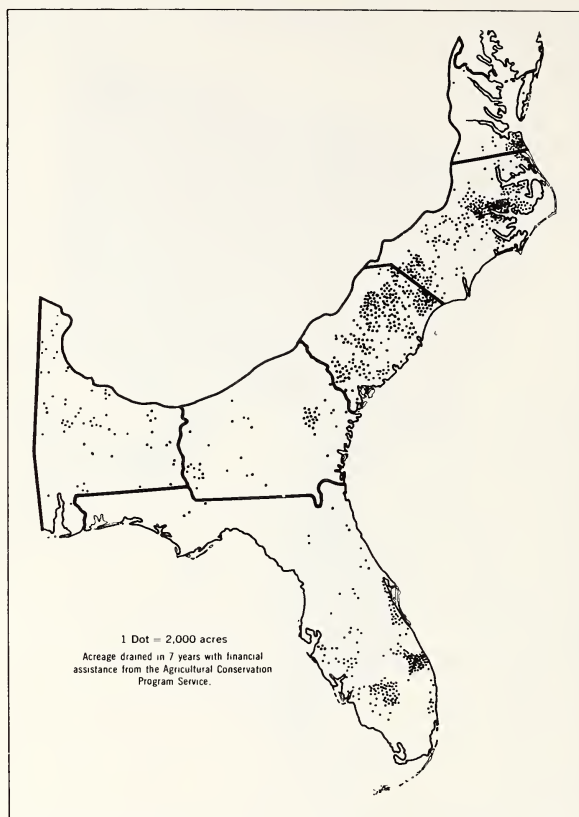 1 Dot = 2,000 acres
Acreage drained in 7 years with financial
assistance from the Agricultural Conservation
Program Service.